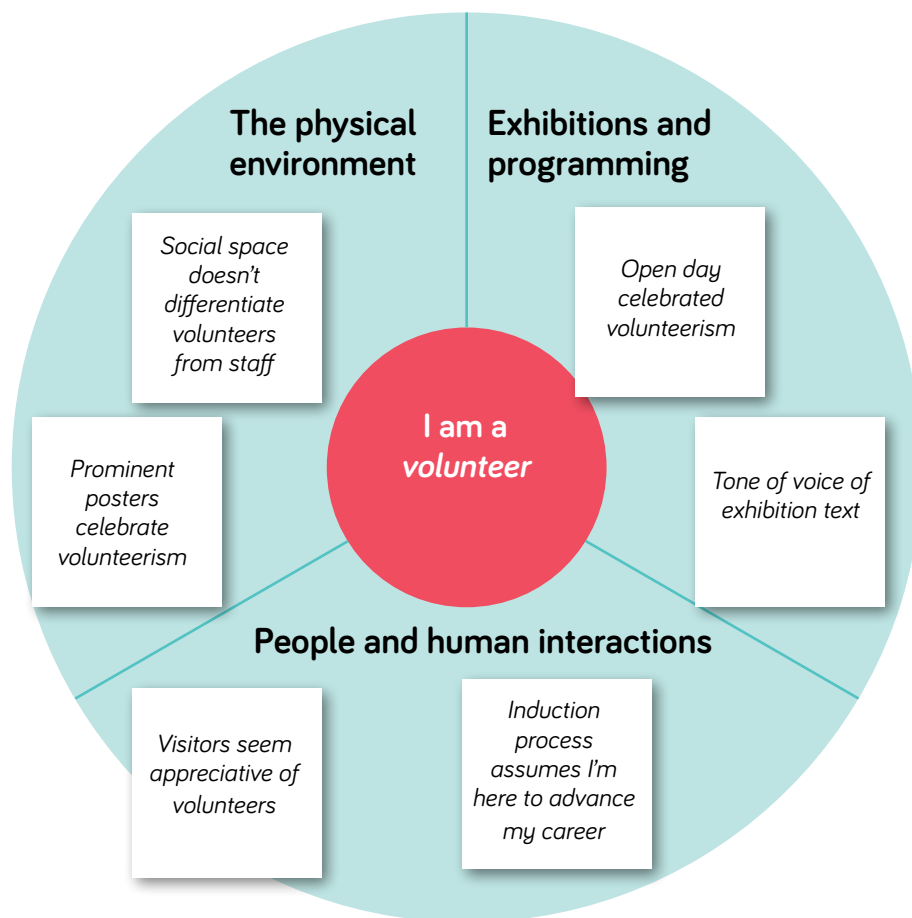 The physical
environment
Social space
doesn't
differentiate
volunteers
from staff
Prominent
posters
celebrate
volunteerism
Exhibitions and
programming
Open day
celebrated
volunteerism
Tone of voice of
exhibition text
I am a
volunteer
People and human interactions
Visitors seem
appreciative of
volunteers
Induction
process
assumes I'm
here to advance
my career